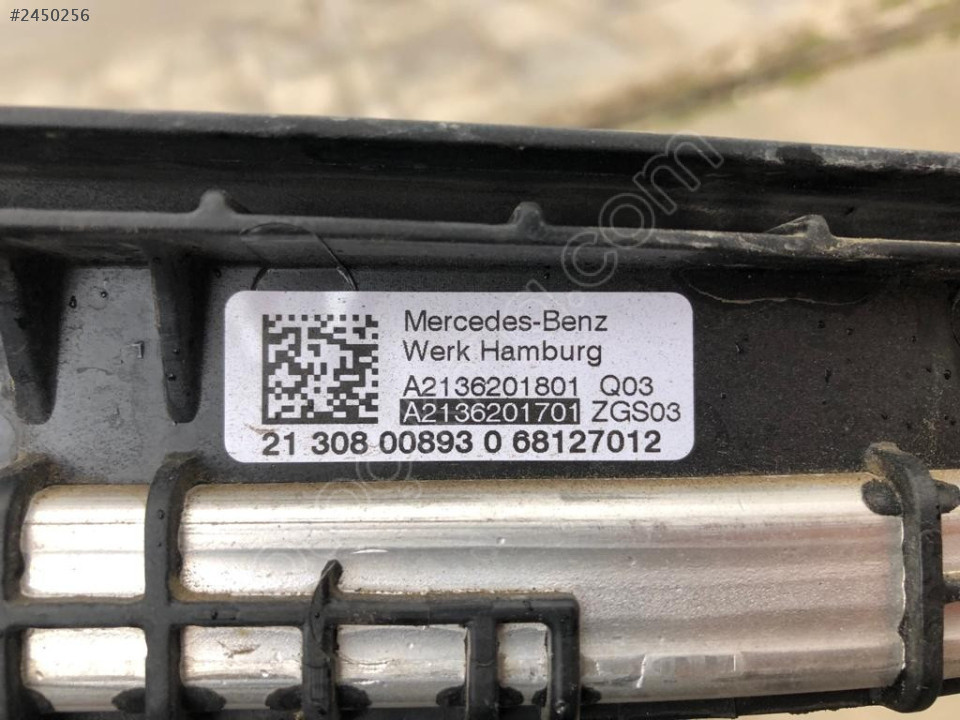 #2450256
Mercedes-Benz
Werk Hamburg
A2136201801 Q03
A2136201701 ZGS03
21 308 00893 0 68127012